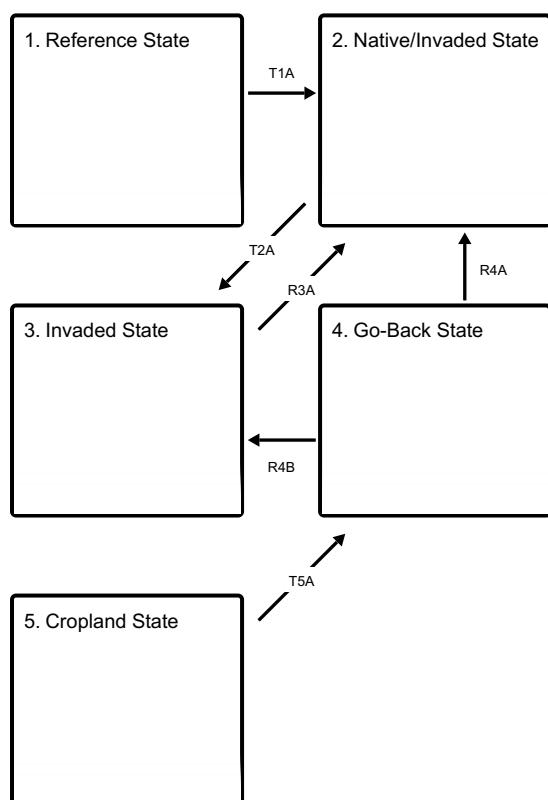 1. Reference State
2. Native/Invaded State
T1A
T2A
R3A
R4A
3. Invaded State
4. Go-Back State
R4B
T5A
5. Cropland State